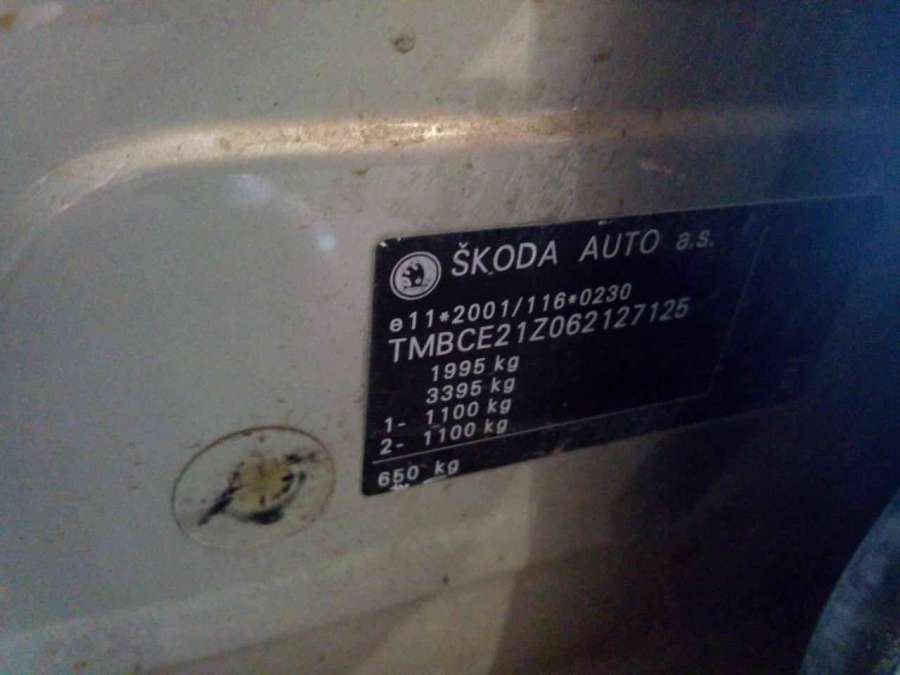 ŠKODA AUTO a.s.
e11*2001/116*0230
TMBCE21Z062127125
1995 kg
3395 kg
1- 1100 kg
2- 1100 kg
650 kg